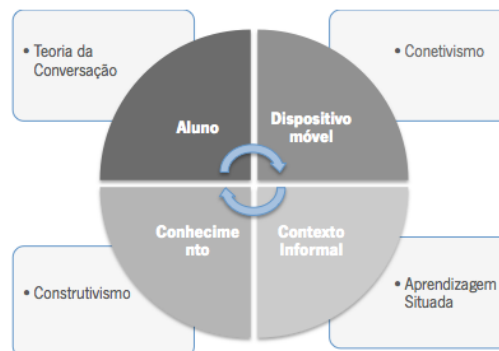 • Teoria da
Conversação
• Conetivismo
Aluno
Dispositivo
móvel
Conhecime
nto
Contexto
Informal
• Construtivismo
• Aprendizagem
Situada